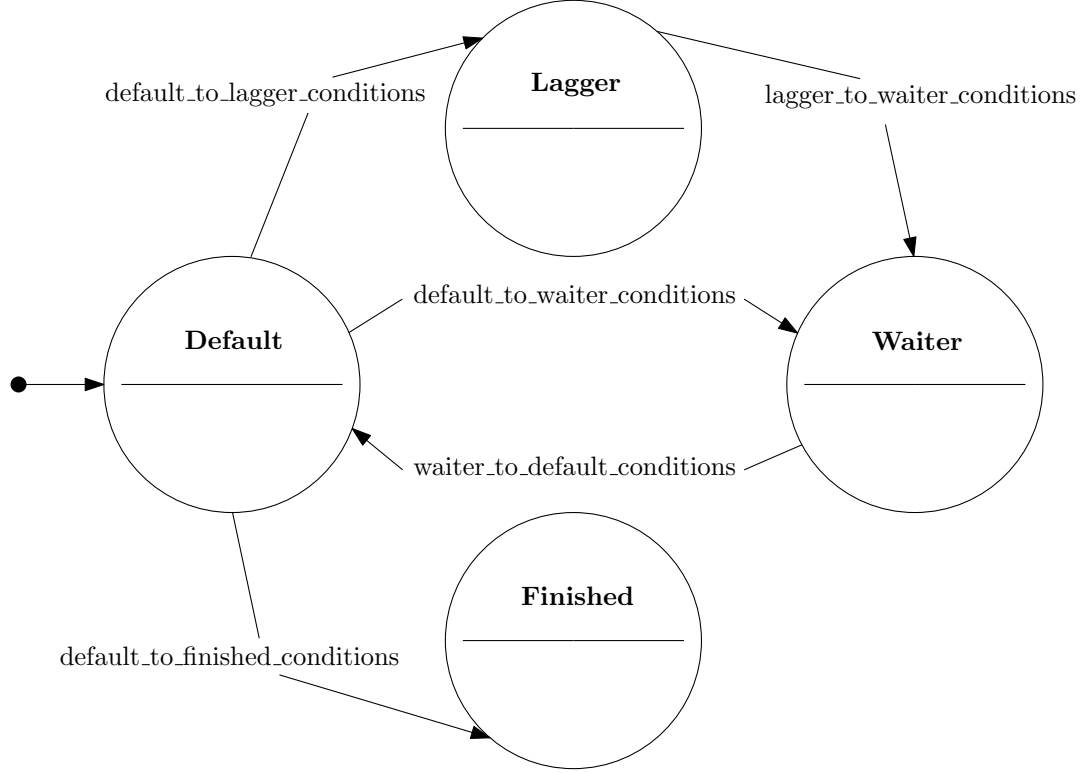 Lagger
default_to_lagger_conditions
lagger_to_waiter_conditions
default_to_waiter_conditions
Default
Waiter
waiter_to_default_conditions
Finished
default_to_finished_conditions